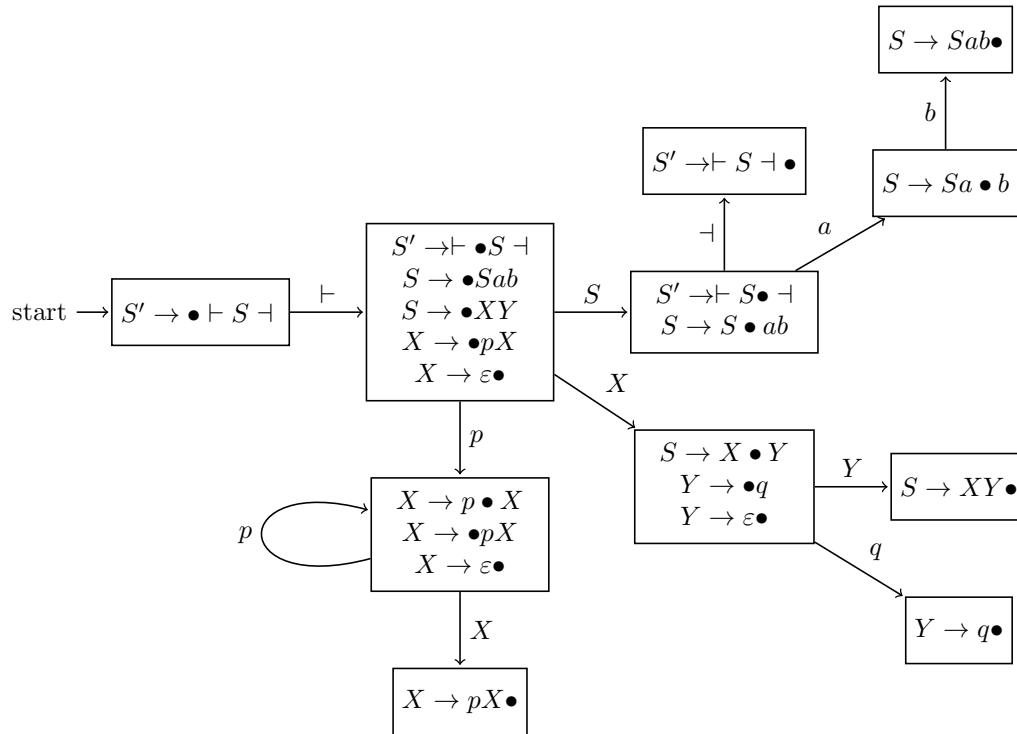 S → Sab●
b
S' →⊢ S ⊣ ●
S → Sa ● b
⊣
a
start
S' → ● ⊢ S ⊣
⊢
S' →⊢ ●S ⊣
S → ●Sab
S → ●XY
X → ●pX
X → ε●
S
S' →⊢ S● ⊣
S → S ● ab
X
p
S → X ● Y
Y → ●q
Y → ε●
Y
S → XY●
p
X → p ● X
X → ●pX
X → ε●
q
Y → q●
X
X → pX●